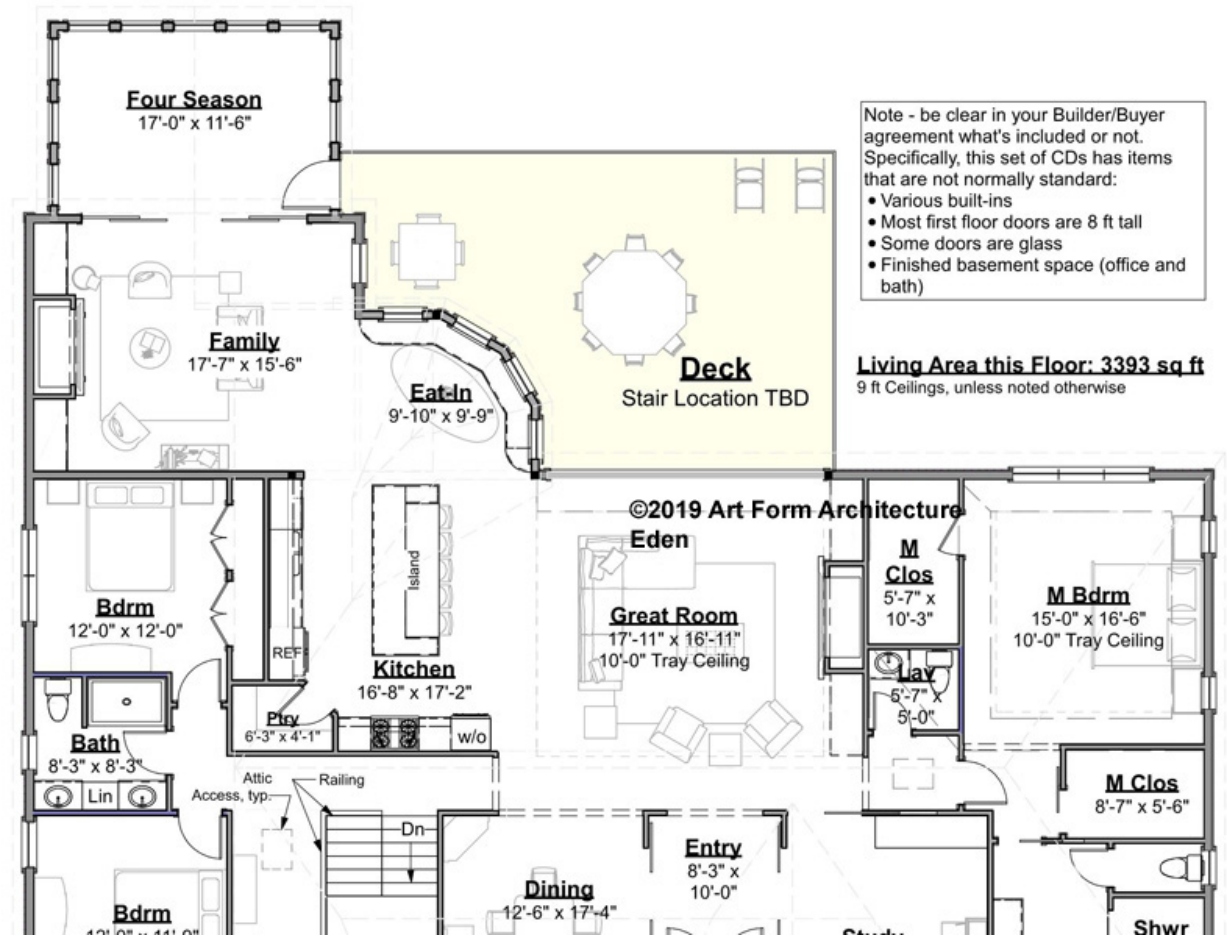 Four Season
17'-0" x 11'-6"
Note - be clear in your Builder/Buyer
agreement what's included or not.
Specifically, this set of CDs has items
that are not normally standard:
• Various built-ins
• Most first floor doors are 8 ft tall
• Some doors are glass
• Finished basement space (office and
bath)
Family
17'-7" x 15'-6"
Eat-In
9'-10" x 9'-9"
Deck
Stair Location TBD
Living Area this Floor: 3393 sq ft
9 ft Ceilings, unless noted otherwise
©2019 Art Form Architecture
Eden
Bdrm
12'-0" x 12'-0"
REF
Island
Kitchen
16'-8" x 17'-2"
Great Room
17'-11" x 16'-11"
10'-0" Tray Ceiling
M
Clos
5'-7" x
10'-3"
M Bdrm
15'-0" x 16'-6"
10'-0" Tray Ceiling
Lav
5'-7" x
5'-0"
Ptry
6'-3" x 4'-1"
w/o
Bath
8'-3" x 8'-3"
Lin
Attic
Access, typ.
Railing
Dn
M Clos
8'-7" x 5'-6"
Entry
8'-3" x
10'-0"
Dining
12'-6" x 17'-4"
Bdrm
12'-0" x 11'-0"
Study
Shwr